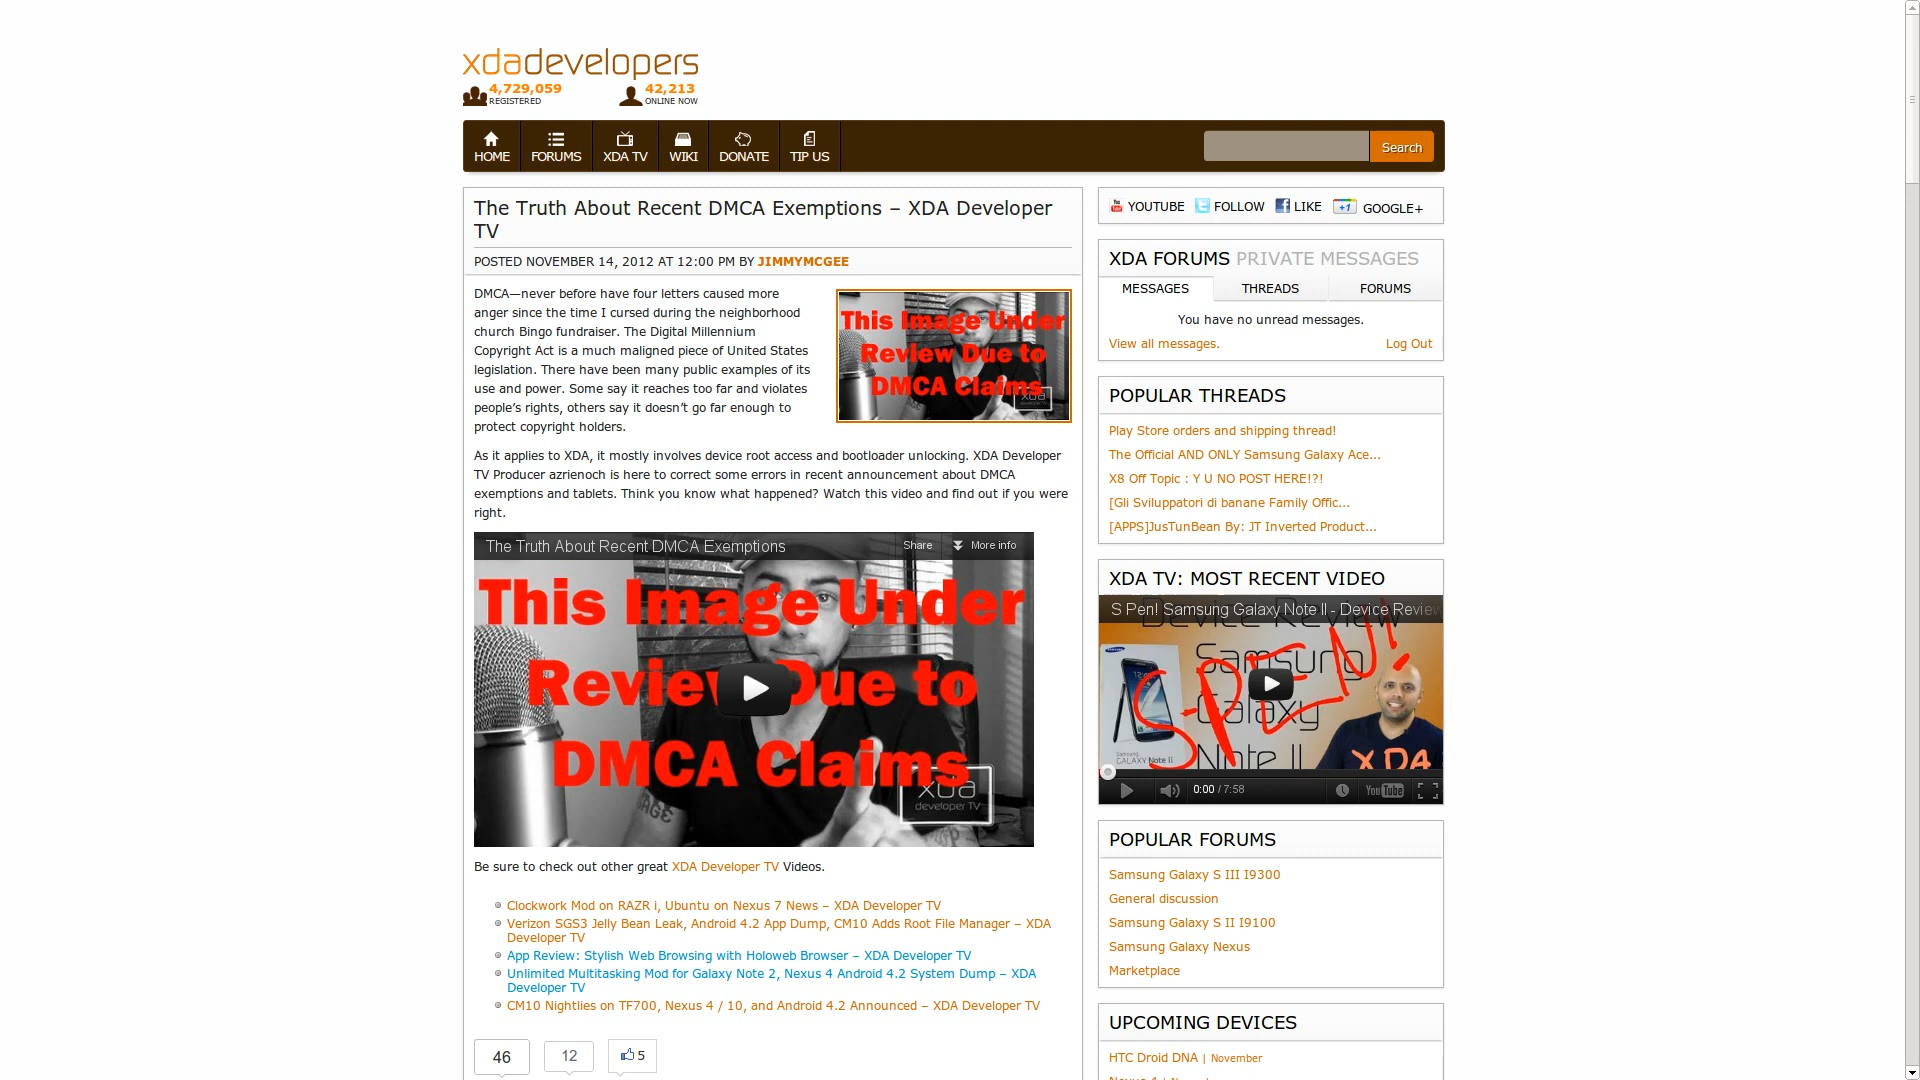 xdadevelopers
4,729,059
REGISTERED
42,213
ONLINE NOW
HOME
FORUMS
XDA TV
WIKI
DONATE
TIP US
Search
The Truth About Recent DMCA Exemptions – XDA Developer
TV
POSTED NOVEMBER 14, 2012 AT 12:00 PM BY JIMMYMCGEE
DMCA—never before have four letters caused more
anger since the time I cursed during the neighborhood
church Bingo fundraiser. The Digital Millennium
Copyright Act is a much maligned piece of United States
legislation. There have been many public examples of its
use and power. Some say it reaches too far and violates
people’s rights, others say it doesn’t go far enough to
protect copyright holders.
This Image Under
Review Due to
DMCA Claims
xda
As it applies to XDA, it mostly involves device root access and bootloader unlocking. XDA Developer
TV Producer azrienoch is here to correct some errors in recent announcement about DMCA
exemptions and tablets. Think you know what happened? Watch this video and find out if you were
right.
The Truth About Recent DMCA Exemptions
Share
More info
This Image Under
Review Due to
DMCA Claims
xda
developer TV
Be sure to check out other great XDA Developer TV Videos.
Clockwork Mod on RAZR i, Ubuntu on Nexus 7 News – XDA Developer TV
Verizon SGS3 Jelly Bean Leak, Android 4.2 App Dump, CM10 Adds Root File Manager – XDA
Developer TV
App Review: Stylish Web Browsing with Holoweb Browser – XDA Developer TV
Unlimited Multitasking Mod for Galaxy Note 2, Nexus 4 Android 4.2 System Dump – XDA
Developer TV
CM10 Nightlies on TF700, Nexus 4 / 10, and Android 4.2 Announced – XDA Developer TV
46
12
5
YOUTUBE
FOLLOW
LIKE
+1
GOOGLE+
XDA FORUMS PRIVATE MESSAGES
MESSAGES
THREADS
FORUMS
You have no unread messages.
View all messages.
Log Out
POPULAR THREADS
Play Store orders and shipping thread!
The Official AND ONLY Samsung Galaxy Ace...
X8 Off Topic : Y U NO POST HERE!?!
[Gli Sviluppatori di banane Family Offic...
[APPS]JusTunBean By: JT Inverted Product...
XDA TV: MOST RECENT VIDEO
S Pen! Samsung Galaxy Note II - Device Review
Device Review
Samsung
Galaxy
Note II
S-PEN!
SAMSUNG
Samsung
GALAXY Note II
XDA
0:00 / 7:58
YouTube
POPULAR FORUMS
Samsung Galaxy S III I9300
General discussion
Samsung Galaxy S II I9100
Samsung Galaxy Nexus
Marketplace
UPCOMING DEVICES
HTC Droid DNA | November